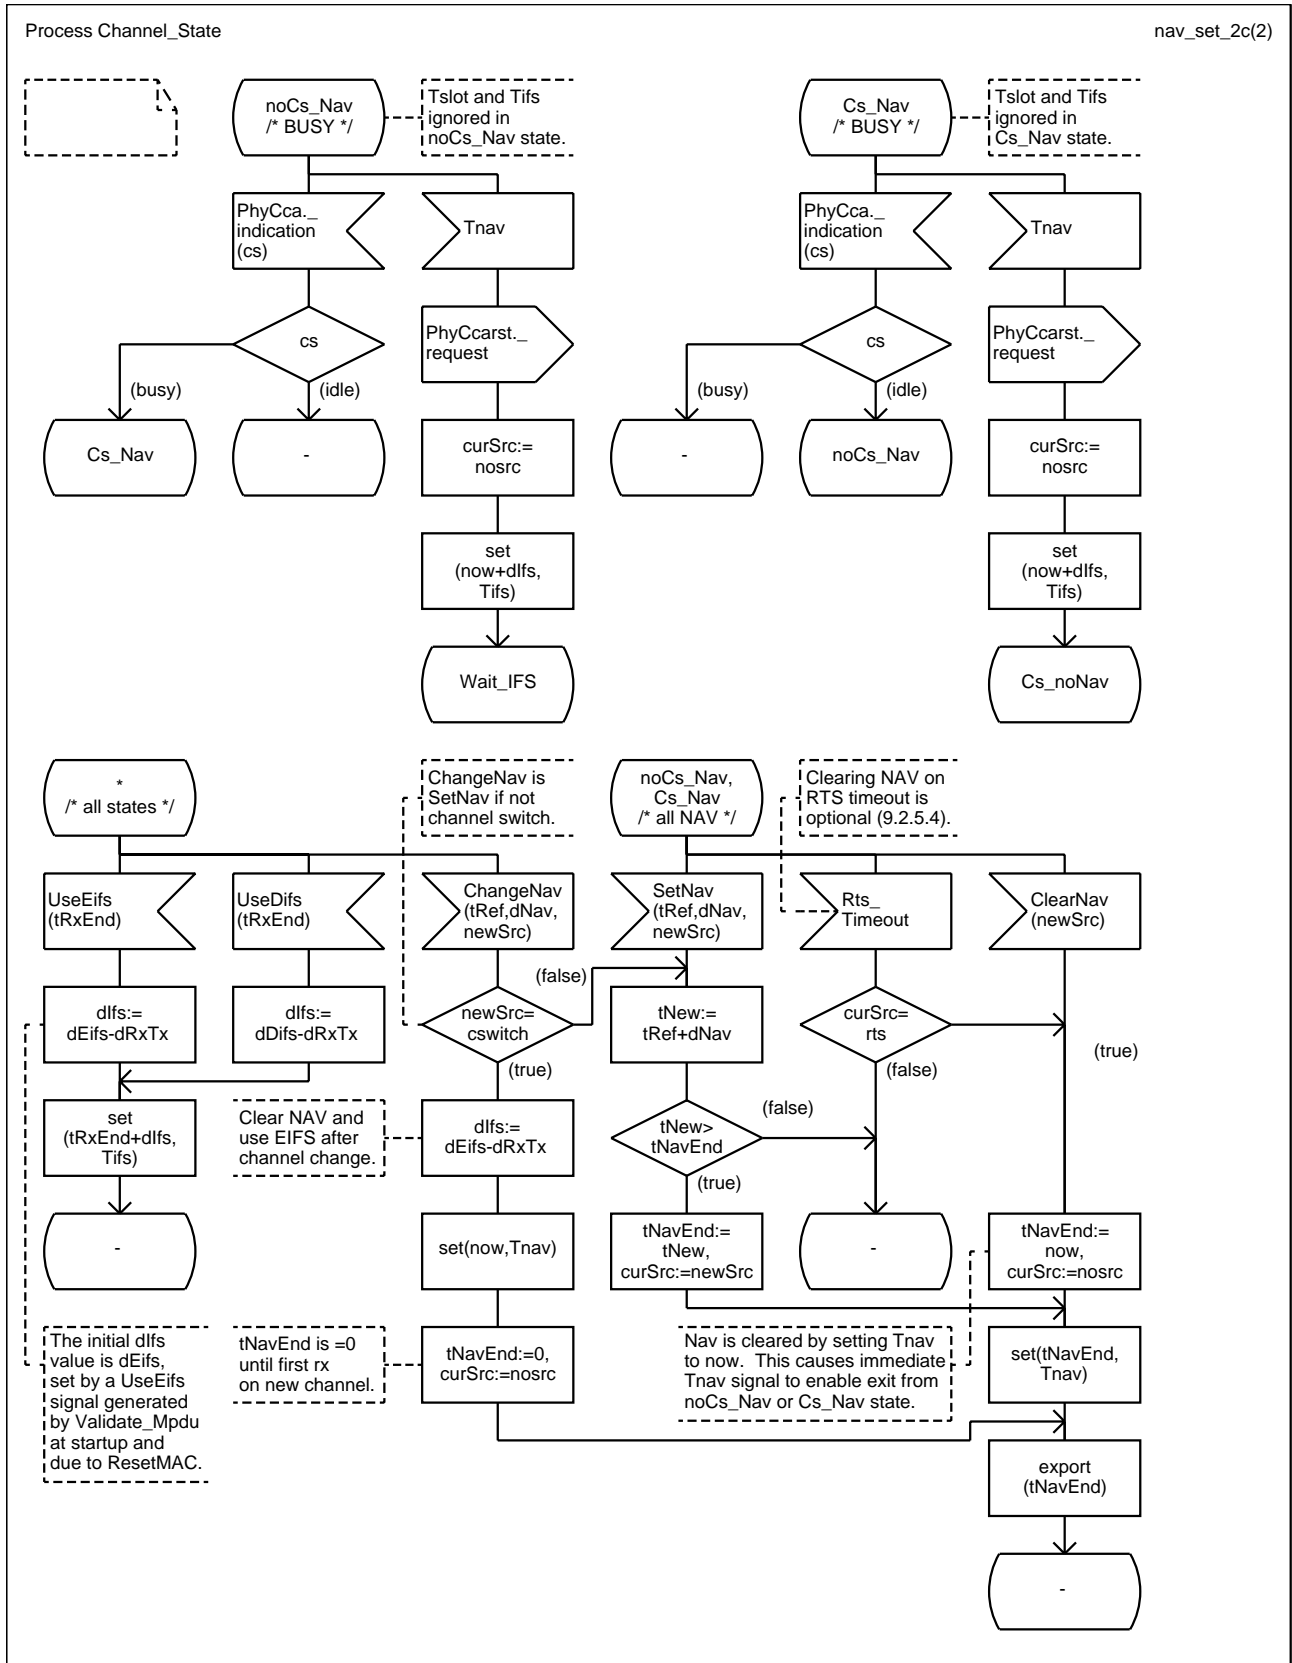 Process Channel_State
nav_set_2c(2)
noCs_Nav
/* BUSY */
Tslot and Tifs
ignored in
noCs_Nav state.
Cs_Nav
/* BUSY */
Tslot and Tifs
ignored in
Cs_Nav state.
PhyCca._
indication
(cs)
Tnav
PhyCca._
indication
(cs)
Tnav
cs
PhyCcarst._
request
cs
PhyCcarst._
request
(busy)
(idle)
(busy)
(idle)
Cs_Nav
-
curSrc:=
nosrc
-
noCs_Nav
curSrc:=
nosrc
set
(now+dIfs,
Tifs)
set
(now+dIfs,
Tifs)
Wait_IFS
Cs_noNav
*
/* all states */
ChangeNav is
SetNav if not
channel switch.
noCs_Nav,
Cs_Nav
/* all NAV */
Clearing NAV on
RTS timeout is
optional (9.2.5.4).
UseEifs
(tRxEnd)
UseDifs
(tRxEnd)
ChangeNav
(tRef,dNav,
newSrc)
SetNav
(tRef,dNav,
newSrc)
Rts_
Timeout
ClearNav
(newSrc)
(false)
dIfs:=
dEifs-dRxTx
dIfs:=
dDifs-dRxTx
newSrc=
cswitch
tNew:=
tRef+dNav
curSrc=
rts
(true)
(true)
(false)
set
(tRxEnd+dIfs,
Tifs)
Clear NAV and
use EIFS after
channel change.
dIfs:=
dEifs-dRxTx
tNew>
tNavEnd
(false)
(true)
-
set(now,Tnav)
tNavEnd:=
tNew,
curSrc:=newSrc
-
tNavEnd:=
now,
curSrc:=nosrc
The initial dIfs
value is dEifs,
set by a UseEifs
signal generated
by Validate_Mpdu
at startup and
due to ResetMAC.
tNavEnd is =0
until first rx
on new channel.
tNavEnd:=0,
curSrc:=nosrc
Nav is cleared by setting Tnav
to now.  This causes immediate
Tnav signal to enable exit from
noCs_Nav or Cs_Nav state.
set(tNavEnd,
Tnav)
export
(tNavEnd)
-